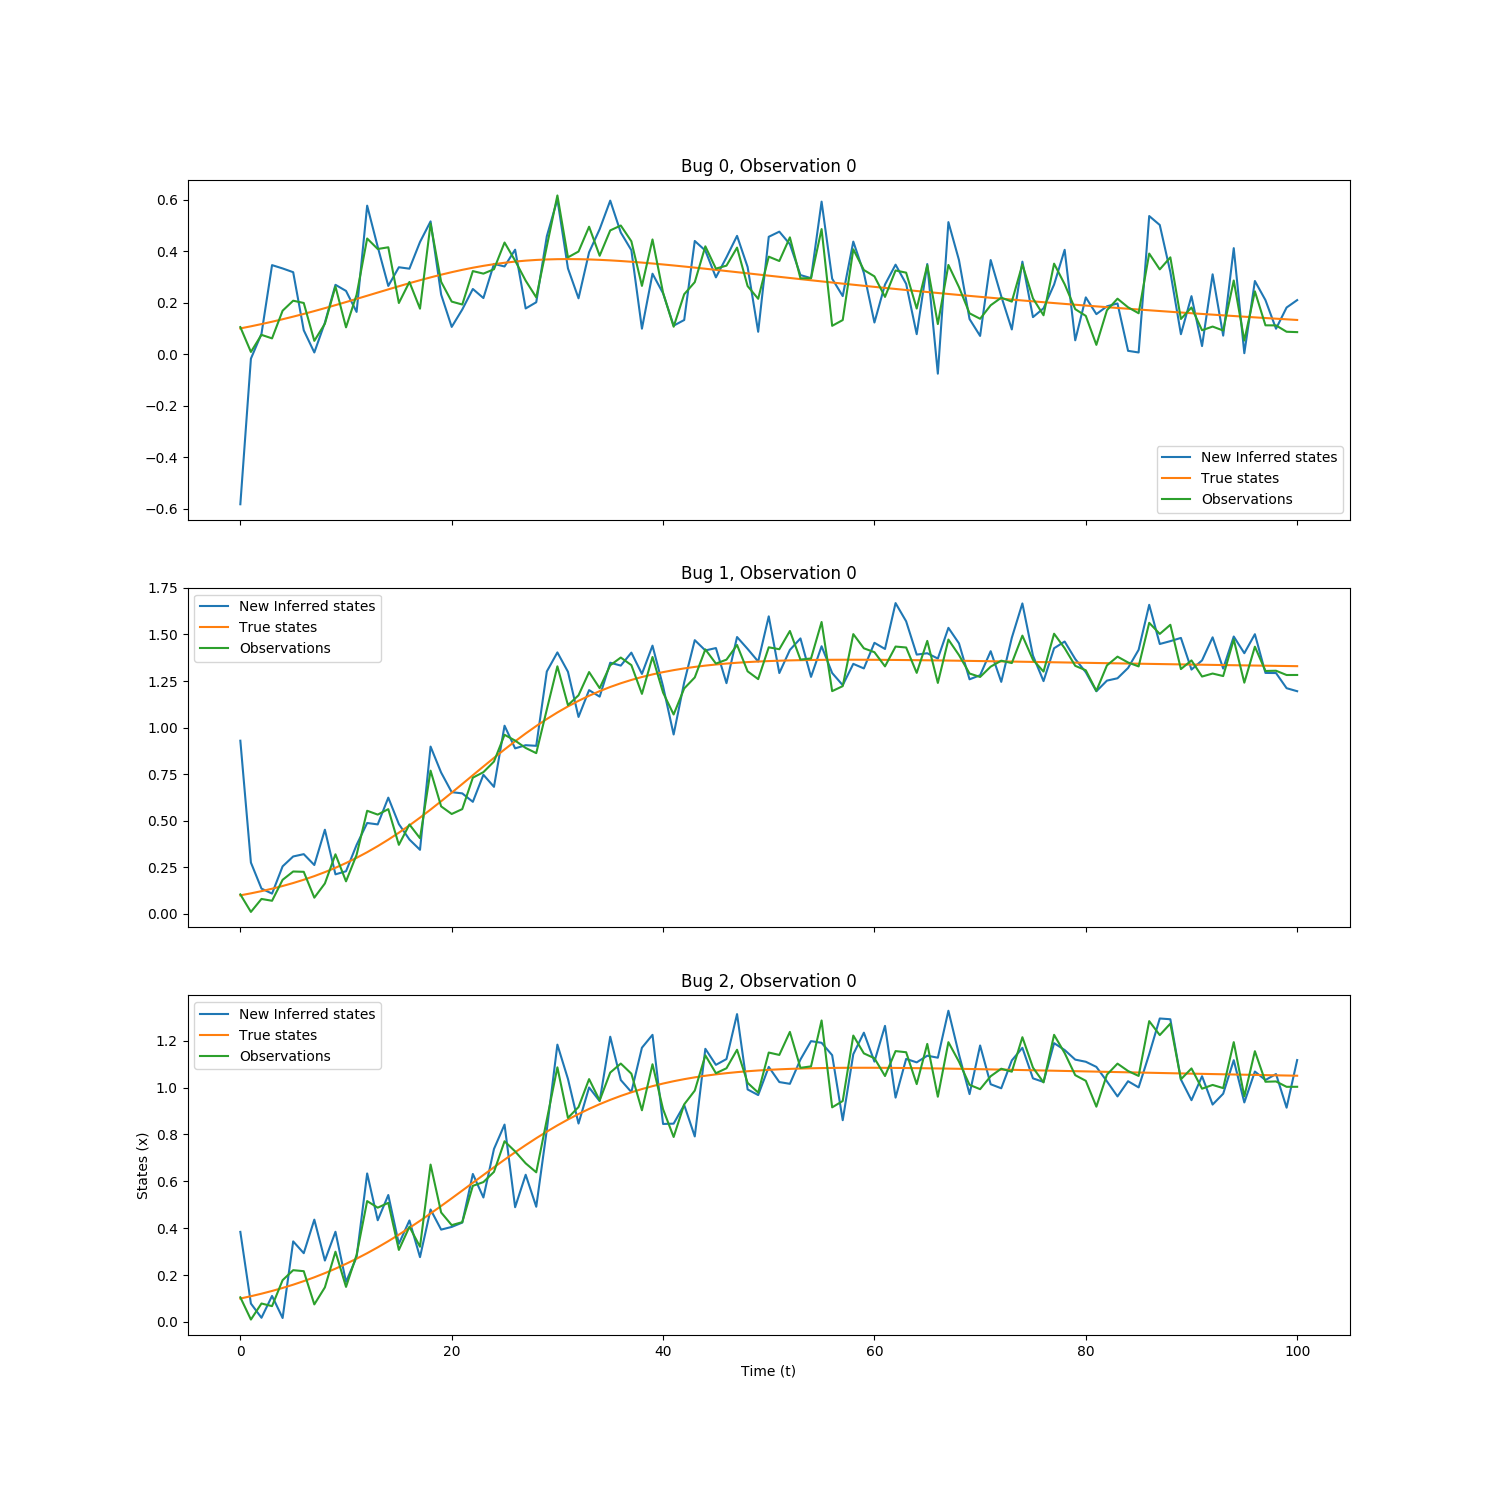 Bug 0, Observation 0
0.6
0.4
0.2
0.0
−0.2
−0.4
−0.6
New Inferred states
True states
Observations
Bug 1, Observation 0
1.75
1.50
1.25
1.00
0.75
0.50
0.25
0.00
New Inferred states
True states
Observations
Bug 2, Observation 0
1.2
1.0
0.8
0.6
0.4
0.2
0.0
New Inferred states
True states
Observations
States (x)
0 20 40 60 80 100
Time (t)